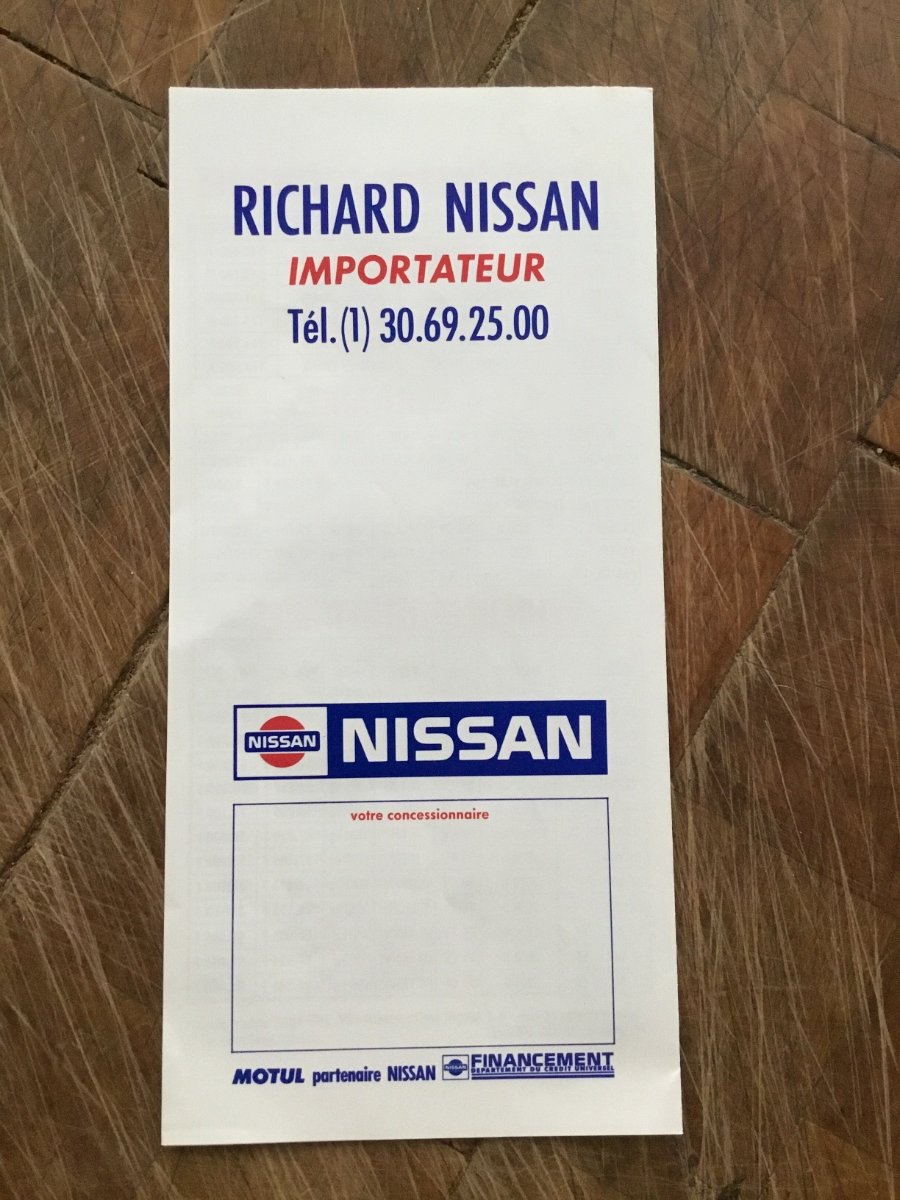 RICHARD NISSAN
IMPORTATEUR
Tél.(1) 30.69.25.00
NISSAN NISSAN
votre concessionnaire
MOTUL partenaire NISSAN NISSAN FINANCEMENT
DEPARTEMENT DU CREDIT UNIVERSEL